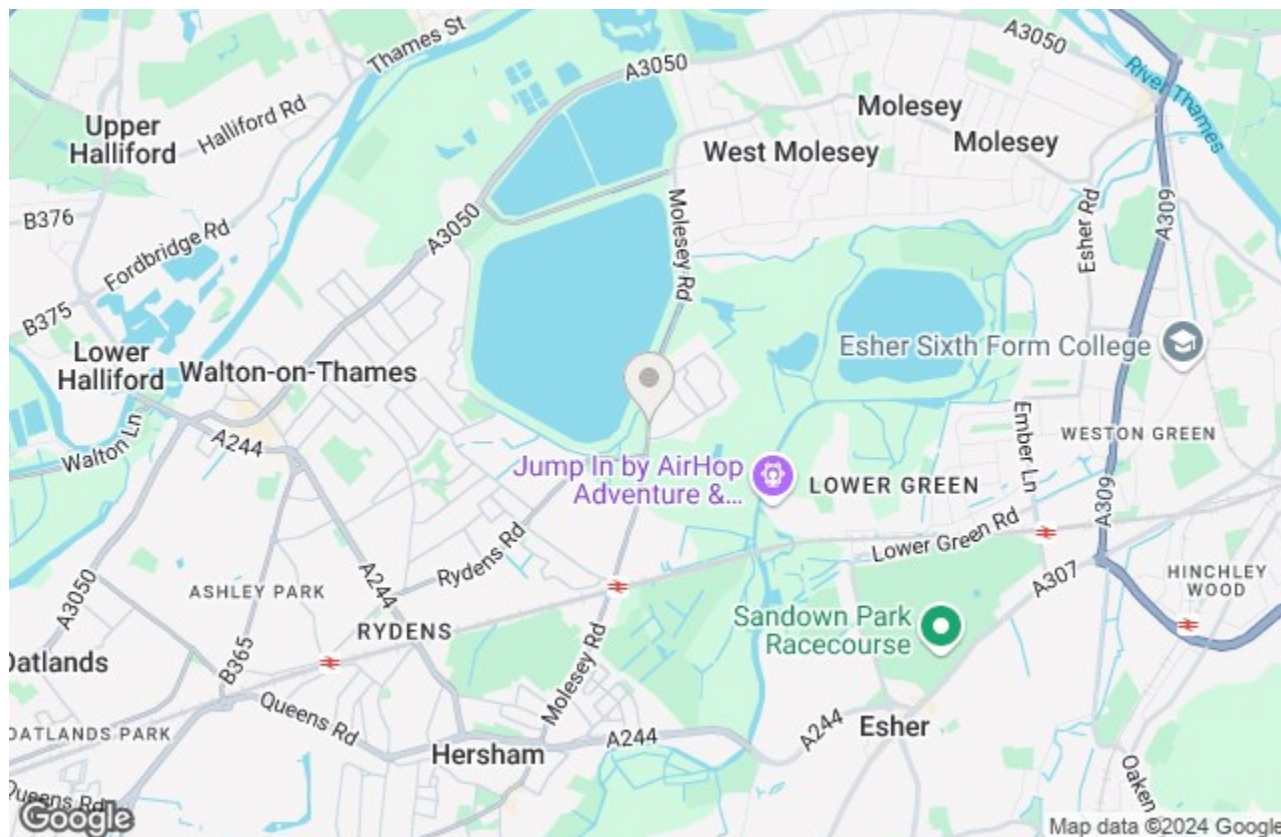 Thames St
A3050
A3050
River Thames
Upper
Halliford
Halliford Rd
Molesey
Molesey
West Molesey
B376
Fordbridge Rd
A3050
Molesey Rd
Esher Rd
A309
B375
Lower
Halliford
Walton-on-Thames
Esher Sixth Form College
Walton Ln
A244
Ember Ln
WESTON GREEN
Jump In by AirHop
Adventure &...
LOWER GREEN
A309
Lower Green Rd
Rydens Rd
A3050
A244
ASHLEY PARK
RYDENS
A307
HINCHLEY
WOOD
Sandown Park
Racecourse
Oatlands
B365
Molesey Rd
Queens Rd
OATLANDS PARK
Hersham
A244
A244
Esher
Oaken
Queens Rd
Google
Map data ©2024 Google